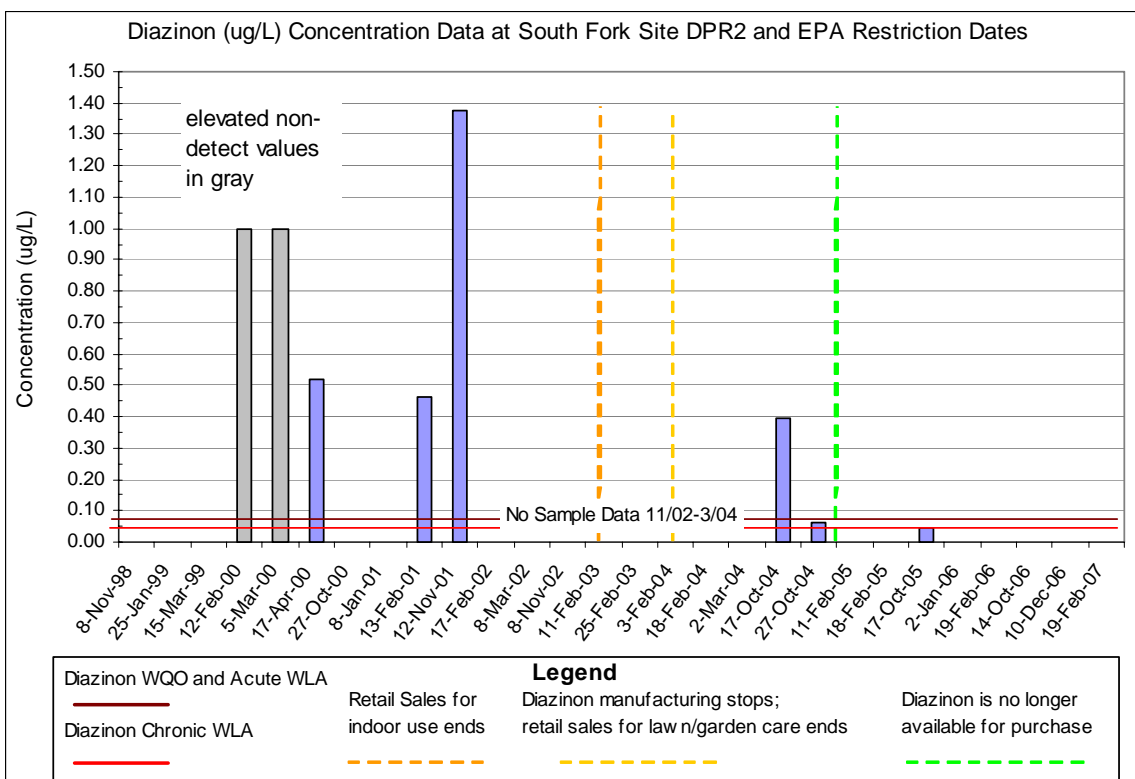 Diazinon (ug/L) Concentration Data at South Fork Site DPR2 and EPA Restriction Dates
Concentration (ug/L)
1.50
1.40
1.30
1.20
1.10
1.00
0.90
0.80
0.70
0.60
0.50
0.40
0.30
0.20
0.10
0.00
elevated non-
detect values
in gray
No Sample Data 11/02-3/04
8-Nov-98
25-Jan-99
15-Mar-99
12-Feb-00
5-Mar-00
17-Apr-00
27-Oct-00
8-Jan-01
13-Feb-01
12-Nov-01
17-Feb-02
8-Mar-02
8-Nov-02
11-Feb-03
25-Feb-03
3-Feb-04
18-Feb-04
2-Mar-04
17-Oct-04
27-Oct-04
11-Feb-05
18-Feb-05
17-Oct-05
2-Jan-06
19-Feb-06
14-Oct-06
10-Dec-06
19-Feb-07
Legend
Diazinon WQO and Acute WLA
Diazinon Chronic WLA
Retail Sales for
indoor use ends
Diazinon manufacturing stops;
retail sales for lawn/garden care ends
Diazinon is no longer
available for purchase